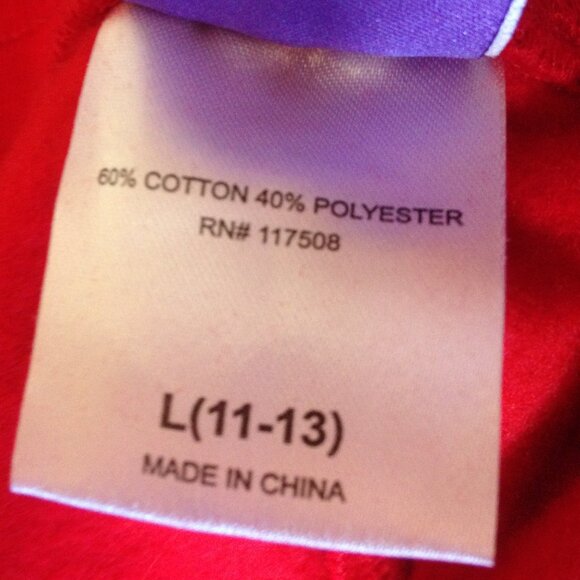 60% COTTON 40% POLYESTER
RN# 117508
L(11-13)
MADE IN CHINA